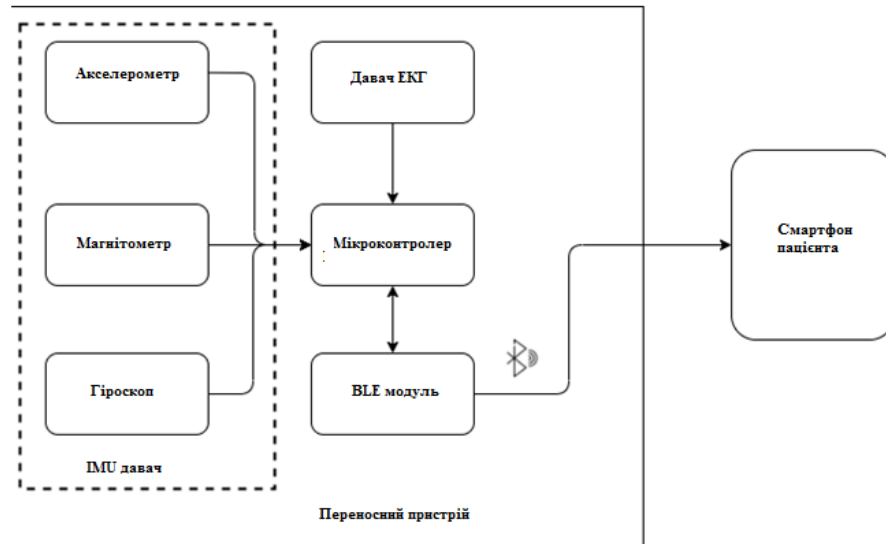 Акселерометр
Давач ЕКГ
Магнітометр
Мікроконтролер
Смартфон
пацієнта
Гіроскоп
BLE модуль
IMU давач
Переносний пристрій